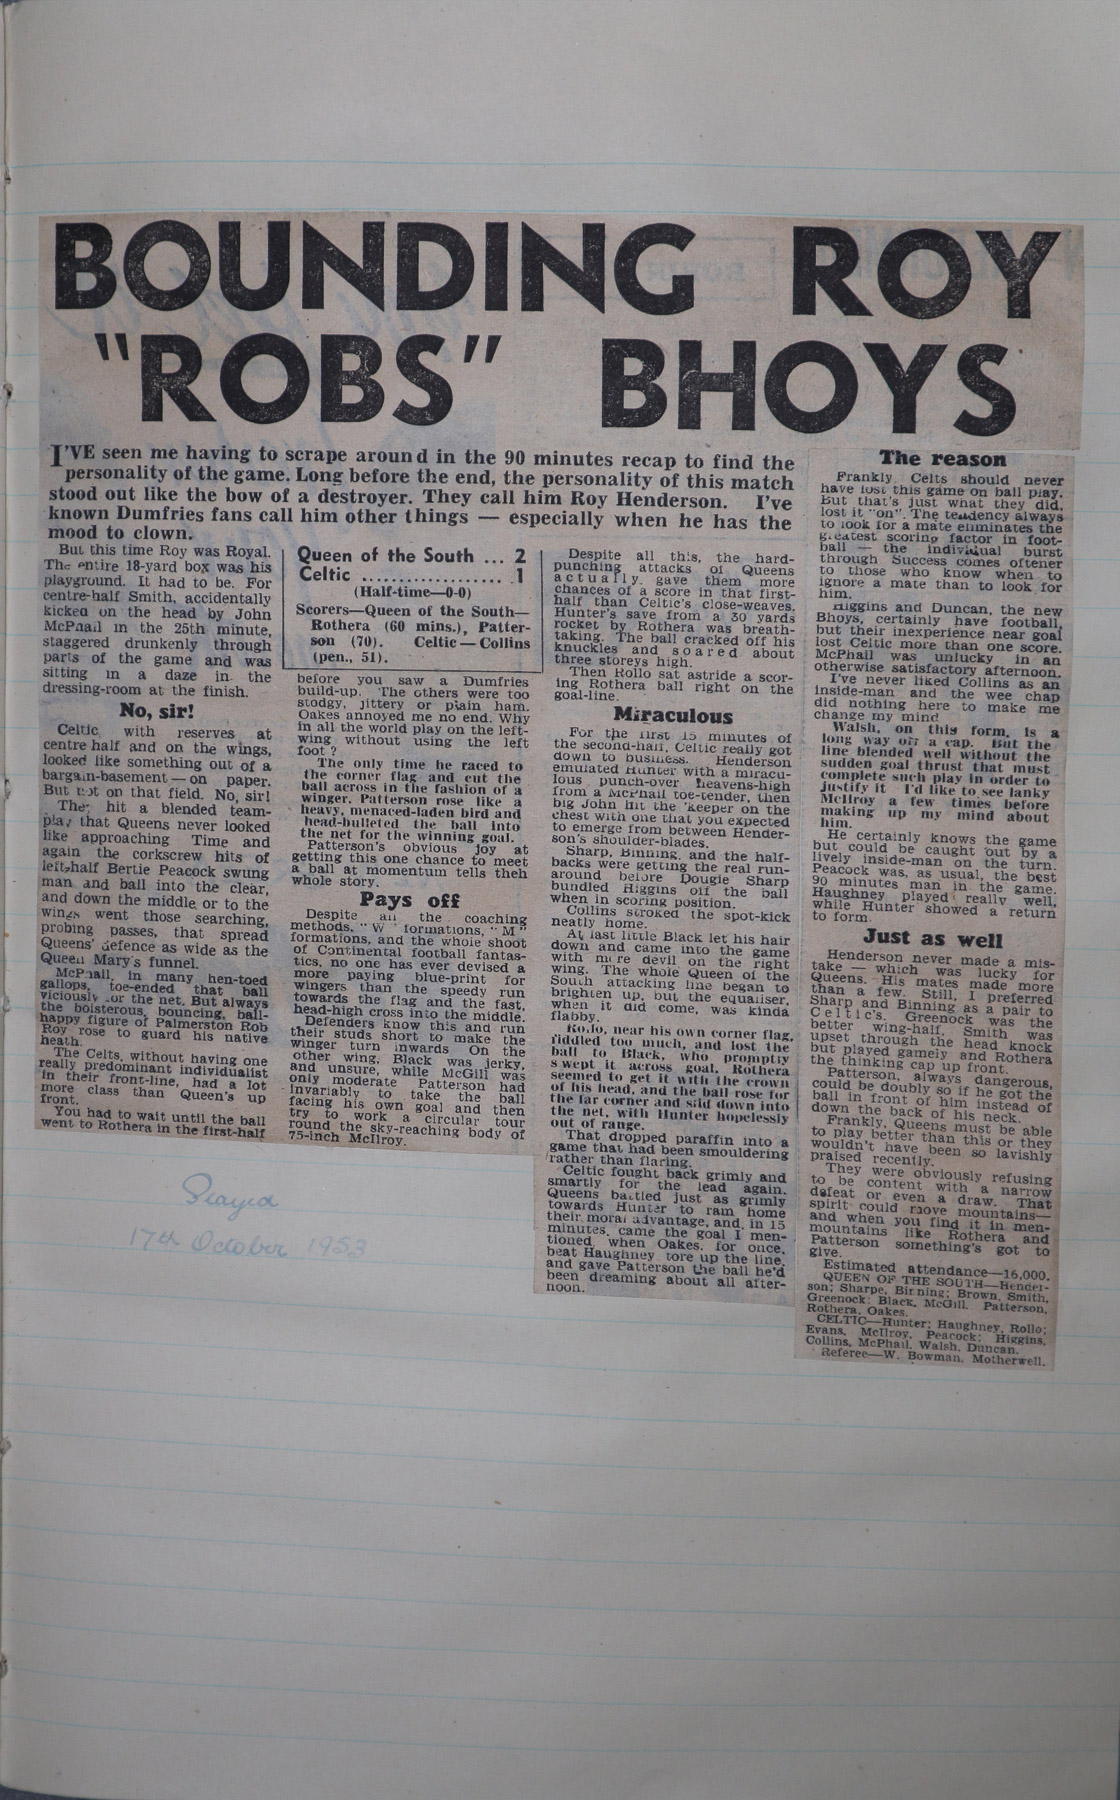 BOUNDING ROY
"ROBS" BHOYS
I'VE seen me having to scrape around in the 90 minutes recap to find the
personality of the game. Long before the end, the personality of this match
stood out like the bow of a destroyer. They call him Roy Henderson. I've
known Dumfries fans call him other things — especially when he has the
mood to clown.
But this time Roy was Royal.
The entire 18-yard box was his
playground. It had to be. For
centre-half Smith, accidentally
kicked on the head by John
McPhail in the 25th minute,
staggered drunkenly through
parts of the game and was
sitting in a daze in the
dressing-room at the finish.
No, sir!
Celtic, with reserves at
centre half and on the wings,
looked like something out of a
bargain-basement — on paper.
But not on that field. No, sir!
They hit a blended team-
play that Queens never looked
like approaching Time and
again the corkscrew hits of
left-half Bertie Peacock swung
man and ball into the clear,
and down the middle or to the
wings went those searching,
probing passes, that spread
Queens' defence as wide as the
Queen Mary's funnel.
McPhail, in many hen-toed
gallops, toe-ended that ball
viciously for the net. But always
the boisterous, bouncing, ball-
happy figure of Palmerston Rob
Roy rose to guard his native
heath.
The Celts, without having one
really predominant individualist
in their front-line, had a lot
more class than Queen's up
front.
You had to wait until the ball
went to Rothera in the first-half
Queen of the South ... 2
Celtic .................. 1
(Half-time—0-0)
Scorers—Queen of the South—
Rothera (60 mins.), Patter-
son (70). Celtic — Collins
(pen., 51).
before you saw a Dumfries
build-up. The others were too
stodgy, jittery or plain ham.
Oakes annoyed me no end. Why
in all the world play on the left-
wing without using the left
foot?
The only time he raced to
the corner flag and cut the
ball across in the fashion of a
winger, Patterson rose like a
heavy, menaced-laden bird and
head-bulleted the ball into
the net for the winning goal.
Patterson's obvious joy at
getting this one chance to meet
a ball at momentum tells theh
whole story.
Pays off
Despite all the coaching
methods, "W" formations, "M"
formations, and the whole shoot
of Continental football fantas-
tics, no one has ever devised a
more paying blue-print for
wingers than the speedy run
towards the flag and the fast,
head-high cross into the middle.
Defenders know this and run
their studs short to make the
winger turn inwards On the
other wing, Black was jerky,
and unsure, while McGill was
only moderate Patterson had
invariably to take the ball
facing his own goal and then
try to work a circular tour
round the sky-reaching body of
75-inch McIlroy.
Despite all this, the hard-
punching attacks of Queens
actually gave them more
chances of a score in that first-
half than Celtic's close-weaves.
Hunter's save from a 30 yards
rocket by Rothera was breath-
taking. The ball cracked off his
knuckles and soared about
three storeys high.
Then Rollo sat astride a scor-
ing Rothera ball right on the
goal-line.
Miraculous
For the first 15 minutes of
the second-half, Celtic really got
down to business. Henderson
emulated Hunter with a miracu-
lous punch-over heavens-high
from a McPhail toe-tender, then
big John hit the 'keeper on the
chest with one that you expected
to emerge from between Hender-
son's shoulder-blades.
Sharp, Binning, and the half-
backs were getting the real run-
around before Dougie Sharp
bundled Higgins off the ball
when in scoring position.
Collins stroked the spot-kick
neatly home.
At last little Black let his hair
down and came into the game
with more devil on the right
wing. The whole Queen of the
South attacking line began to
brighten up, but the equaliser,
when it did come, was kinda
flabby.
Rollo, near his own corner flag,
fiddled too much, and lost the
ball to Black, who promptly
swept it across goal. Rothera
seemed to get it with the crown
of his head, and the ball rose for
the far corner and slid down into
the net, with Hunter hopelessly
out of range.
That dropped paraffin into a
game that had been smouldering
rather than flaring.
Celtic fought back grimly and
smartly for the lead again.
Queens battled just as grimly
towards Hunter to ram home
their moral advantage, and, in 15
minutes, came the goal I men-
tioned, when Oakes, for once,
beat Haughney, tore up the line,
and gave Patterson the ball he'd
been dreaming about all after-
noon.
The reason
Frankly, Celts should never
have lost this game on ball play.
But that's just what they did,
lost it "on". The tendency always
to look for a mate eliminates the
greatest scoring factor in foot-
ball — the individual burst
through Success comes oftener
to those who know when to
ignore a mate than to look for
him.
Higgins and Duncan, the new
Bhoys, certainly have football,
but their inexperience near goal
lost Celtic more than one score.
McPhail was unlucky in an
otherwise satisfactory afternoon.
I've never liked Collins as an
inside-man and the wee chap
did nothing here to make me
change my mind.
Walsh, on this form, is a
long way off a cap. But the
line blended well without the
sudden goal thrust that must
complete such play in order to
justify it I'd like to see lanky
McIlroy a few times before
making up my mind about
him.
He certainly knows the game
but could be caught out by a
lively inside-man on the turn.
Peacock was, as usual, the best
90 minutes man in the game.
Haughney played really well,
while Hunter showed a return
to form.
Just as well
Henderson never made a mis-
take — which was lucky for
Queens. His mates made more
than a few. Still, I preferred
Sharp and Binning as a pair to
Celtic's. Greenock was the
better wing-half, Smith was
upset through the head knock
but played gamely and Rothera
the thinking cap up front.
Patterson, always dangerous,
could be doubly so if he got the
ball in front of him instead of
down the back of his neck.
Frankly, Queens must be able
to play better than this or they
wouldn't have been so lavishly
praised recently.
They were obviously refusing
to be content with a narrow
defeat or even a draw. That
spirit could move mountains—
and when you find it in men-
mountains like Rothera and
Patterson something's got to
give.
Estimated attendance—16,000.
QUEEN OF THE SOUTH—Hender-
son; Sharpe, Binning; Brown, Smith,
Greenock; Black, McGill, Patterson,
Rothera, Oakes.
CELTIC—Hunter; Haughney, Rollo;
Evans, McIlroy, Peacock; Higgins,
Collins, McPhail, Walsh, Duncan.
Referee—W. Bowman, Motherwell.
Played
17th October 1953